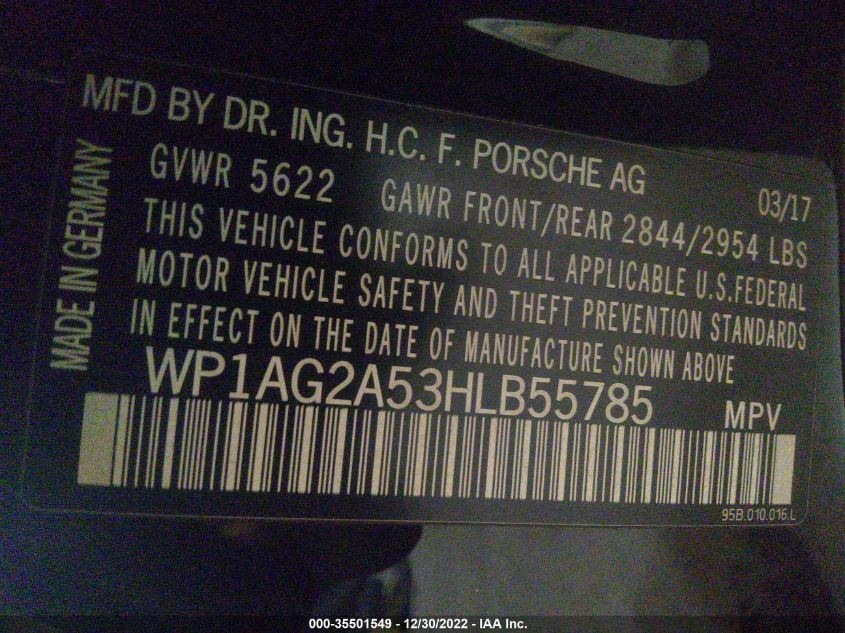 MFD BY DR. ING. H.C. F. PORSCHE AG 03/17
GVWR 5622 GAWR FRONT/REAR 2844/2954 LBS
THIS VEHICLE CONFORMS TO ALL APPLICABLE U.S.FEDERAL
MOTOR VEHICLE SAFETY AND THEFT PREVENTION STANDARDS
IN EFFECT ON THE DATE OF MANUFACTURE SHOWN ABOVE
WP1AG2A53HLB55785 MPV
MADE IN GERMANY
95B.010.016.L
000-35501549 - 12/30/2022 - IAA Inc.